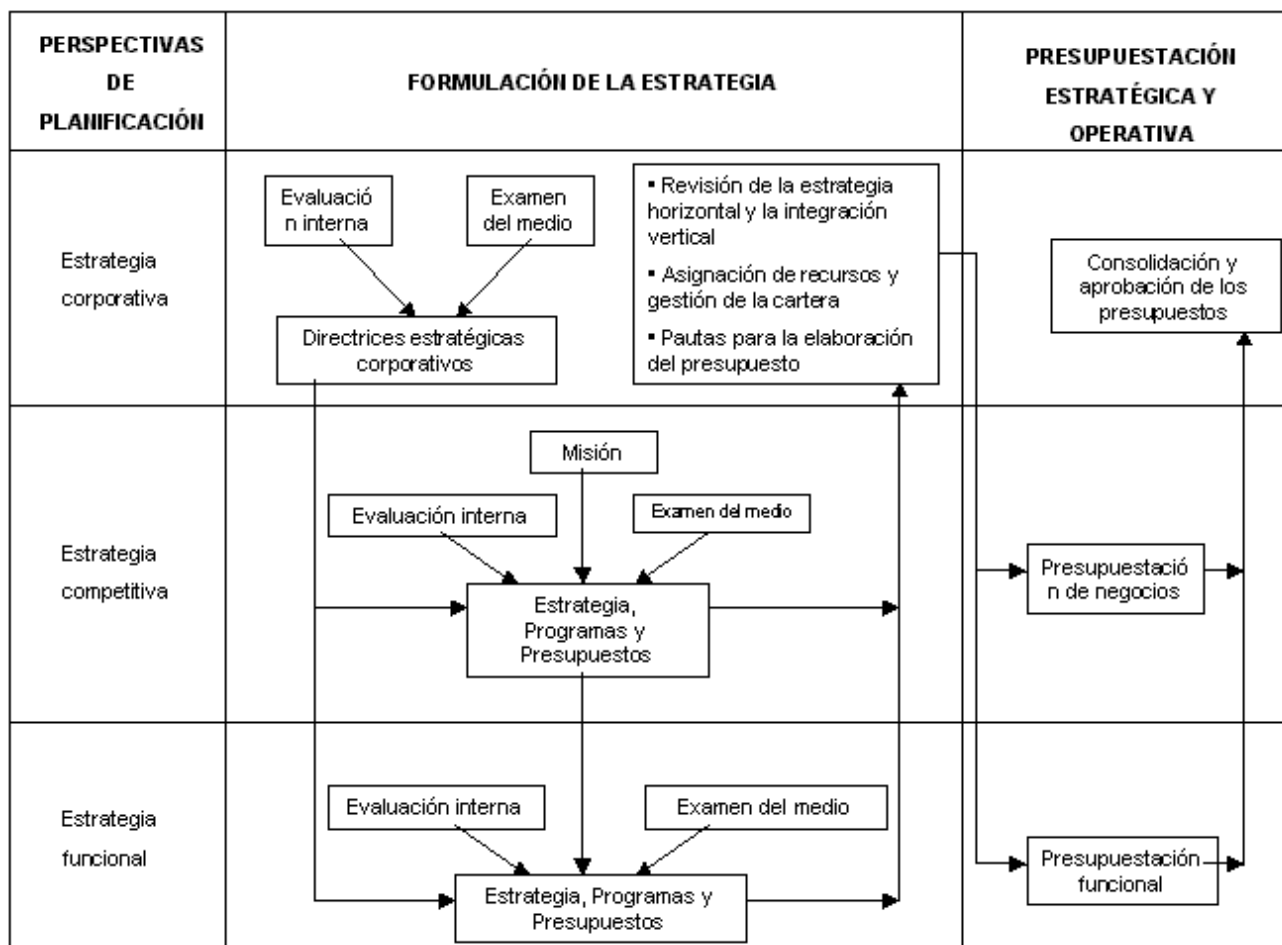 PERSPECTIVAS
DE
PLANIFICACIÓN
FORMULACIÓN DE LA ESTRATEGIA
PRESUPUESTACIÓN
ESTRATÉGICA Y
OPERATIVA
Estrategia
corporativa
Evaluació
n interna
Examen
del medio
Directrices estratégicas
corporativos
▪ Revisión de la estrategia
horizontal y la integración
vertical
▪ Asignación de recursos y
gestión de la cartera
▪ Pautas para la elaboración
del presupuesto
Consolidación y
aprobación de los
presupuestos
Estrategia
competitiva
Misión
Evaluación interna
Examen del medio
Estrategia,
Programas y
Presupuestos
Presupuestació
n de negocios
Estrategia
funcional
Evaluación interna
Examen del medio
Estrategia, Programas y
Presupuestos
Presupuestación
funcional